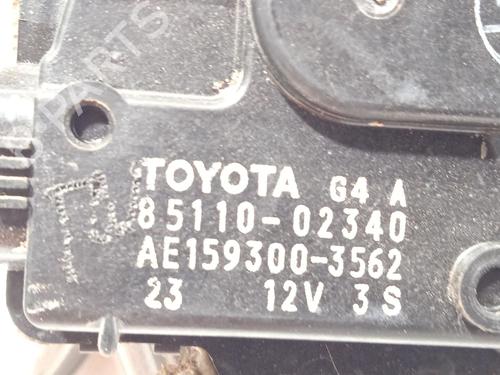 TOYOTA G4 A
85110-02340
AE159300-3562
23 12V 3S